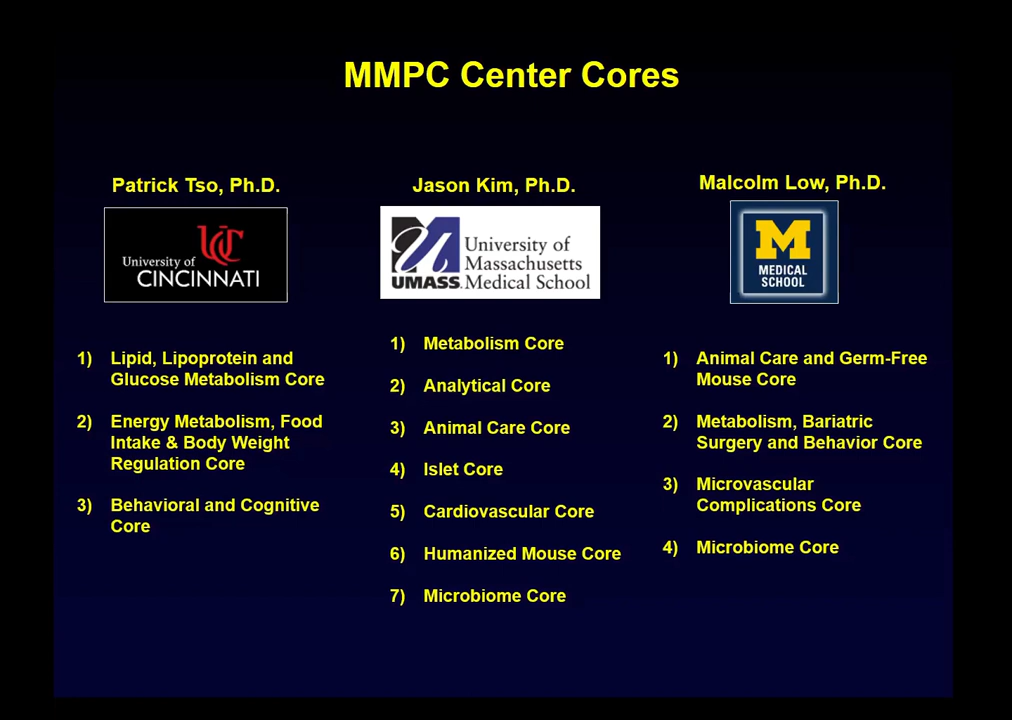 MMPC Center Cores
Patrick Tso, Ph.D.
University of
CINCINNATI
1) Lipid, Lipoprotein and
Glucose Metabolism Core
2) Energy Metabolism, Food
Intake & Body Weight
Regulation Core
3) Behavioral and Cognitive
Core
Jason Kim, Ph.D.
UMASS
University of
Massachusetts
Medical School
1) Metabolism Core
2) Analytical Core
3) Animal Care Core
4) Islet Core
5) Cardiovascular Core
6) Humanized Mouse Core
7) Microbiome Core
Malcolm Low, Ph.D.
M
MEDICAL
SCHOOL
1) Animal Care and Germ-Free
Mouse Core
2) Metabolism, Bariatric
Surgery and Behavior Core
3) Microvascular
Complications Core
4) Microbiome Core